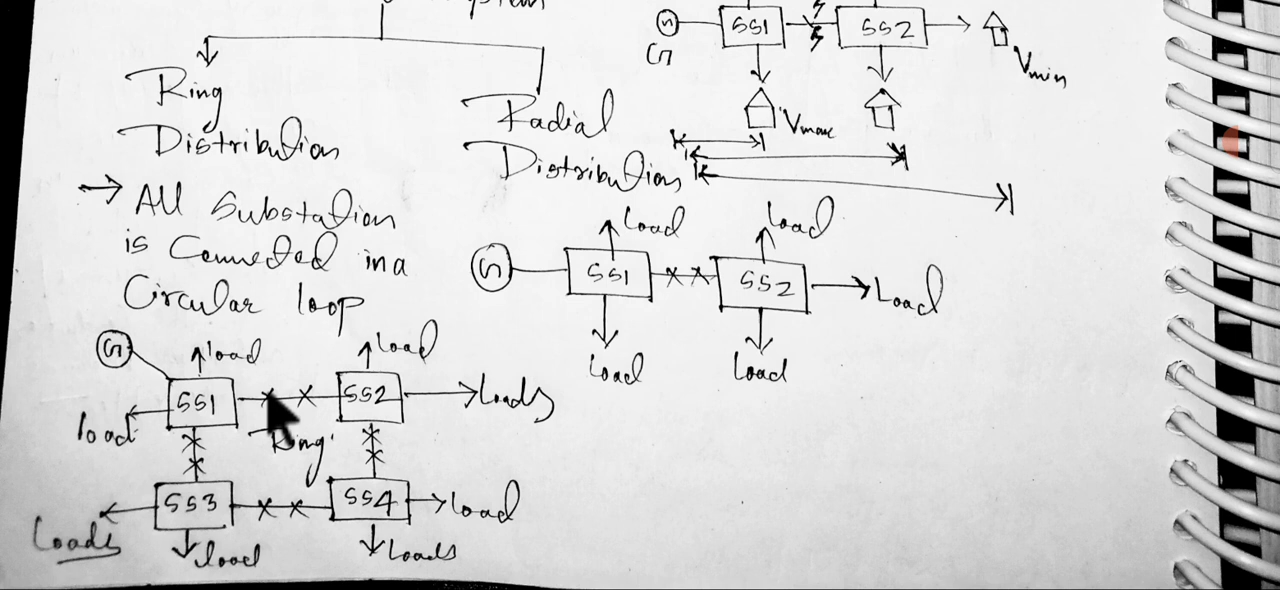 Ring
Distribution
→ All Substation
is Connected in a
Circular loop
Radial
Distribution
G
SS1
SS2
Vmin
Vmax
G
SS1
SS2
Load
Load
Load
Load
Load
G
load
load
SS1
Load
SS2
Loads
Ring
SS3
Loads
load
SS4
Load
Loads